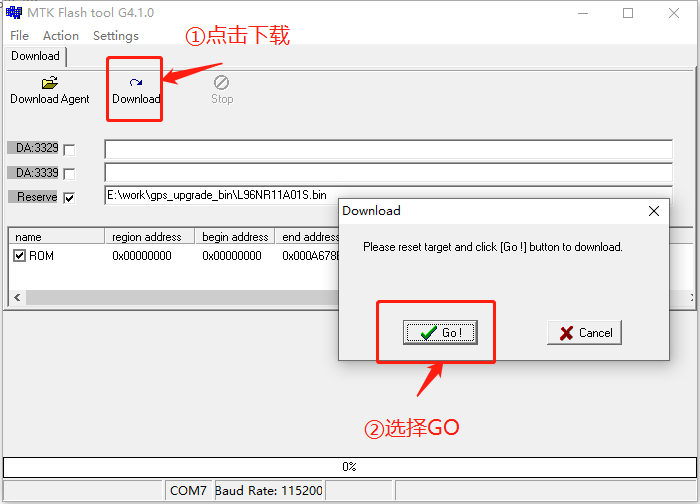 MTK Flash tool G4.1.0
File Action Settings
①点击下载
Download
Download Agent Download Stop
DA:3329
DA:3339
Reserve E:\work\gps_upgrade_bin\L96NR11A01S.bin
name region address begin address end address
ROM 0x00000000 0x00000000
Download
Please reset target and click [Go !] button to download.
Go ! Cancel
②选择GO
0%
COM7 Baud Rate: 115200